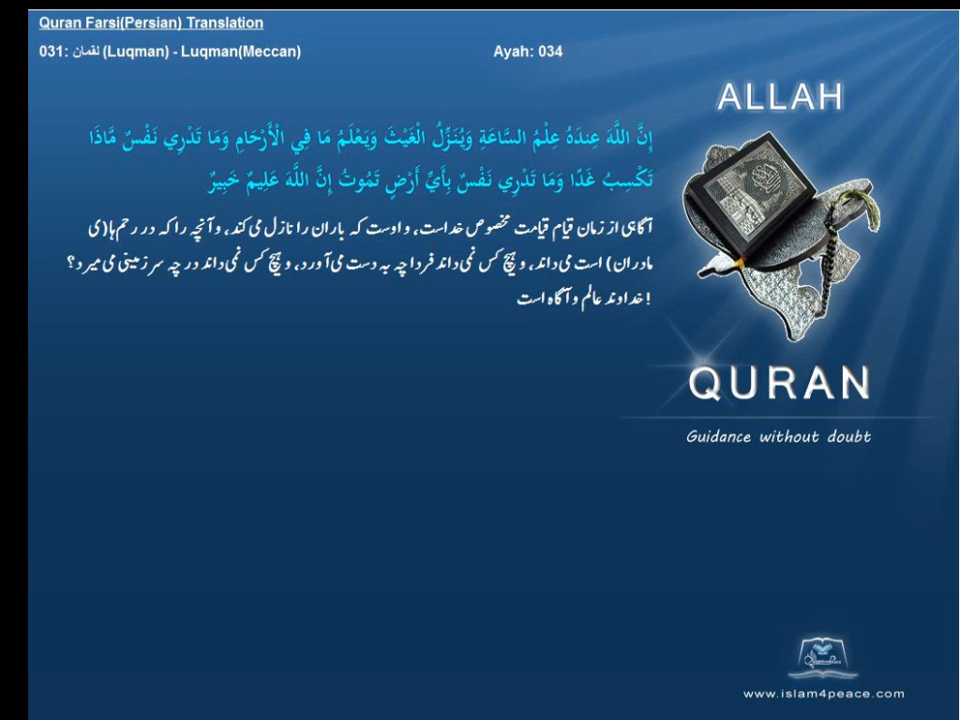 Quran Farsi(Persian) Translation
031: لقمان (Luqman) - Luqman(Meccan)
Ayah: 034
ALLAH
إِنَّ اللَّهَ عِندَهُ عِلْمُ السَّاعَةِ وَيُنَزِّلُ الْغَيْثَ وَيَعْلَمُ مَا فِي الْأَرْحَامِ وَمَا تَدْرِي نَفْسٌ مَّاذَا
تَكْسِبُ غَدًا وَمَا تَدْرِي نَفْسٌ بِأَيِّ أَرْضٍ تَمُوتُ إِنَّ اللَّهَ عَلِيمٌ خَبِيرٌ
آگاهی از زمان قیام قیامت مخصوص خداست، و اوست که باران را نازل می‌کند، و آنچه را که در رحم‌ها(ی
مادران) است می‌داند، و هیچ کس نمی‌داند فردا چه به دست می‌آورد، و هیچ کس نمی‌داند در چه سرزمینی می‌میرد؟
! خداوند عالم و آگاه است
QURAN
Guidance without doubt
www.islam4peace.com